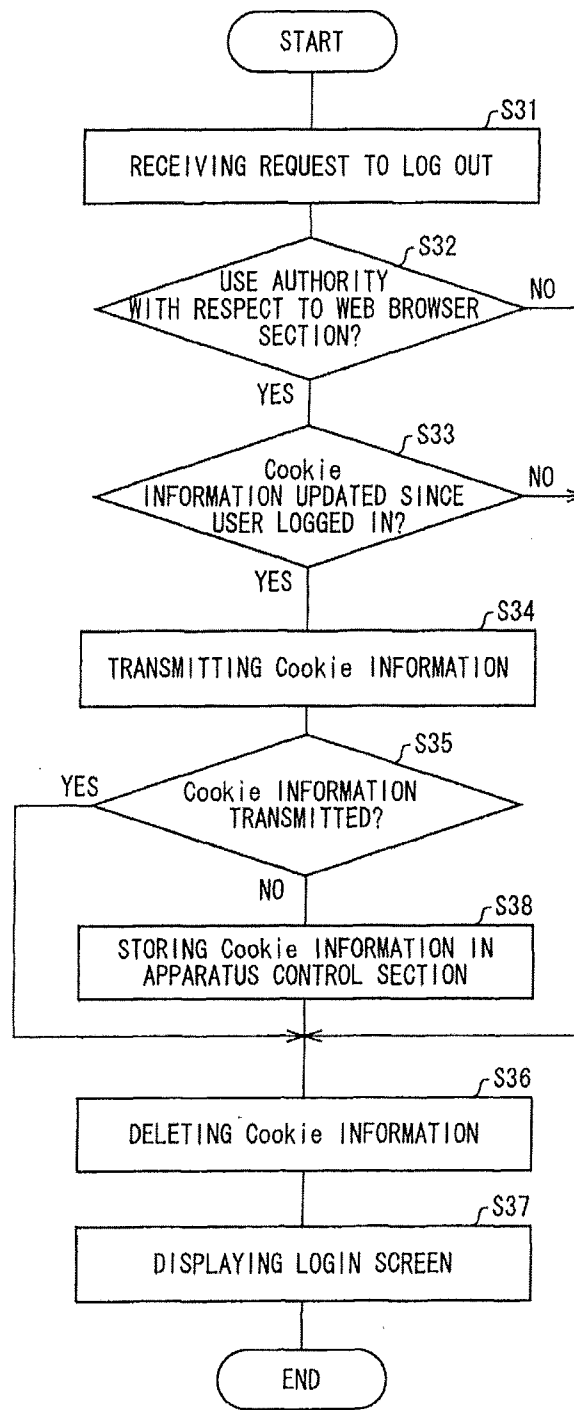 START
S31
RECEIVING REQUEST TO LOG OUT
S32
USE AUTHORITY
WITH RESPECT TO WEB BROWSER
SECTION?
NO
YES
S33
Cookie
INFORMATION UPDATED SINCE
USER LOGGED IN?
NO
YES
S34
TRANSMITTING Cookie INFORMATION
S35
YES
Cookie INFORMATION
TRANSMITTED?
NO
S38
STORING Cookie INFORMATION IN
APPARATUS CONTROL SECTION
S36
DELETING Cookie INFORMATION
S37
DISPLAYING LOGIN SCREEN
END